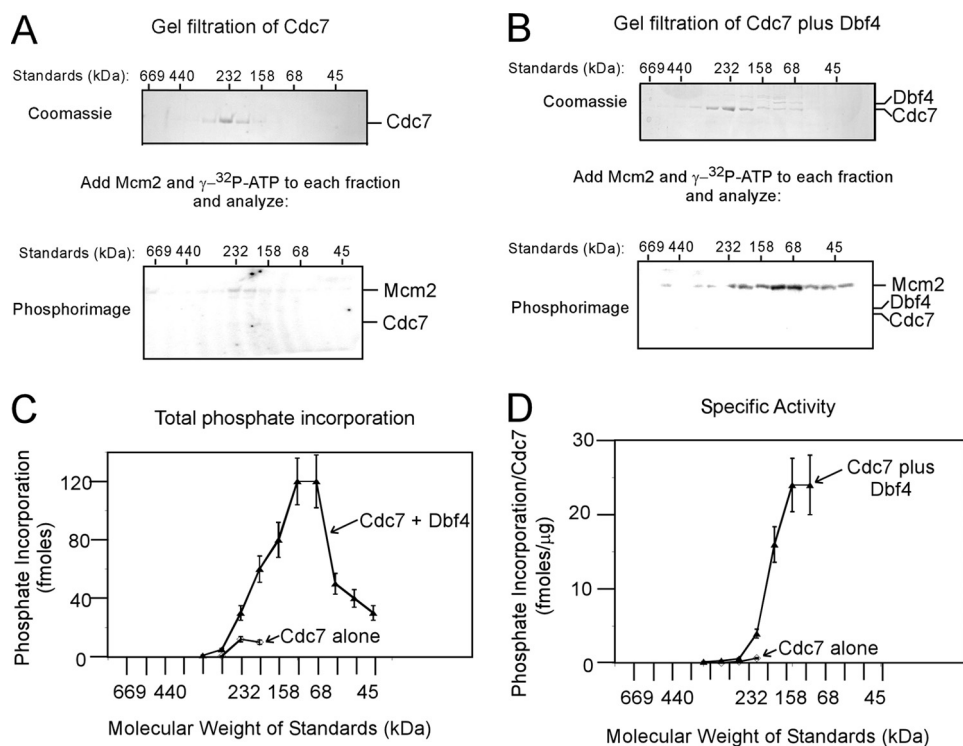 A
Gel filtration of Cdc7
Standards (kDa): 669 440 232 158 68 45
Coomassie
Cdc7
Add Mcm2 and γ–³²P-ATP to each fraction
and analyze:
Standards (kDa): 669 440 232 158 68 45
Phosphorimage
Mcm2
Cdc7
B
Gel filtration of Cdc7 plus Dbf4
Standards (kDa): 669 440 232 158 68 45
Coomassie
Dbf4
Cdc7
Add Mcm2 and γ–³²P-ATP to each fraction
and analyze:
Standards (kDa): 669 440 232 158 68 45
Phosphorimage
Mcm2
Dbf4
Cdc7
C
Total phosphate incorporation
Phosphate Incorporation
(fmoles)
120
80
40
0
Cdc7 + Dbf4
Cdc7 alone
669 440 232 158 68 45
Molecular Weight of Standards (kDa)
D
Specific Activity
Phosphate Incorporation/Cdc7
(fmoles/μg)
30
20
10
0
Cdc7 plus
Dbf4
Cdc7 alone
669 440 232 158 68 45
Molecular Weight of Standards (kDa)